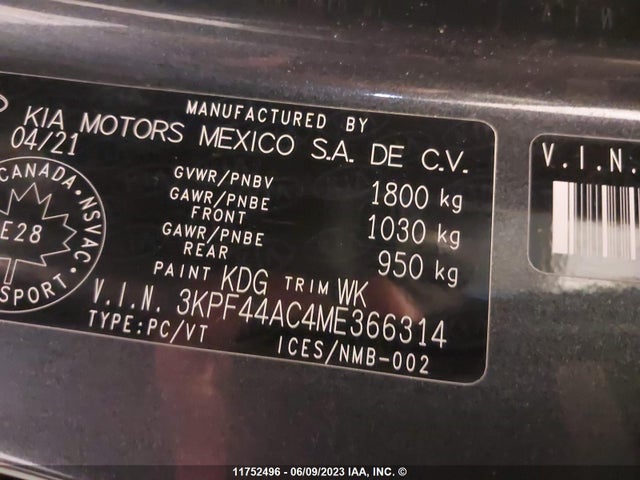 MANUFACTURED BY
KIA MOTORS MEXICO S.A. DE C.V.
04/21
GVWR/PNBV 1800 kg
GAWR/PNBE FRONT 1030 kg
GAWR/PNBE REAR 950 kg
PAINT KDG TRIM WK
V.I.N. 3KPF44AC4ME366314
TYPE:PC/VT ICES/NMB-002
CANADA·NSVAC·
E28
SPORT·
V.I.N.
11752496 - 06/09/2023 IAA, INC. ©